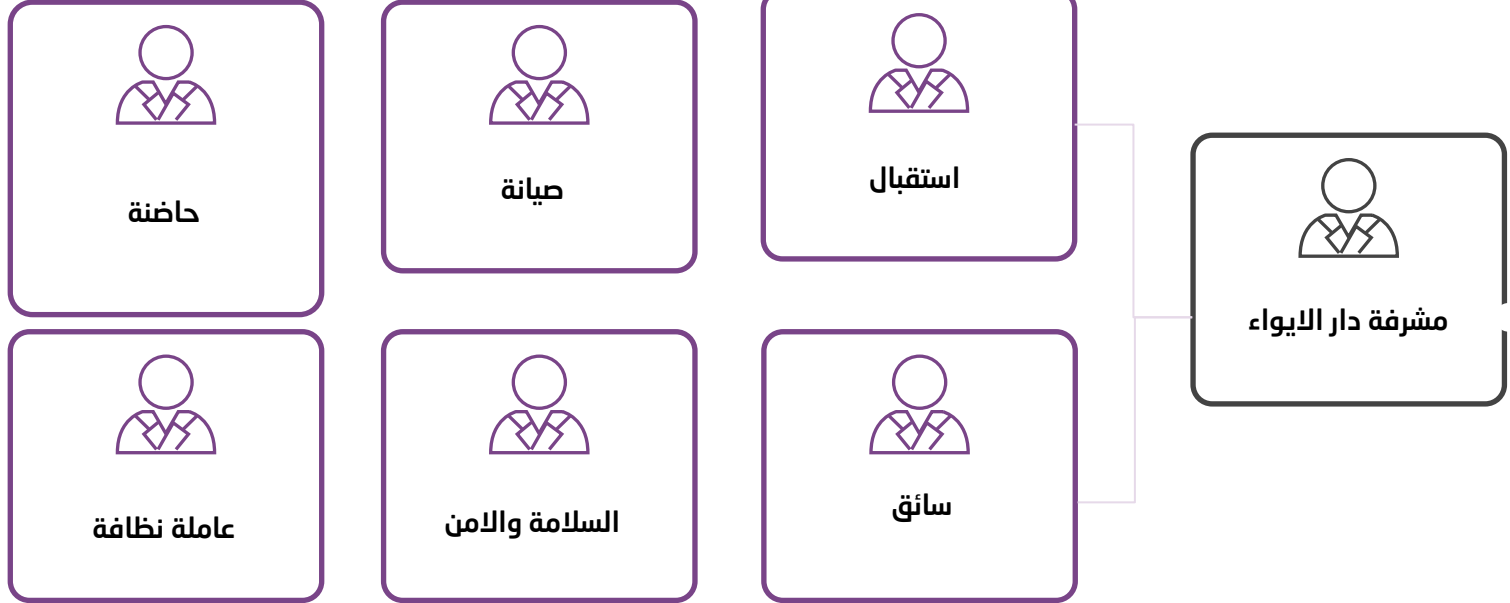 مشرفة دار الايواء
استقبال
صيانة
حاضنة
سائق
السلامة والامن
عاملة نظافة